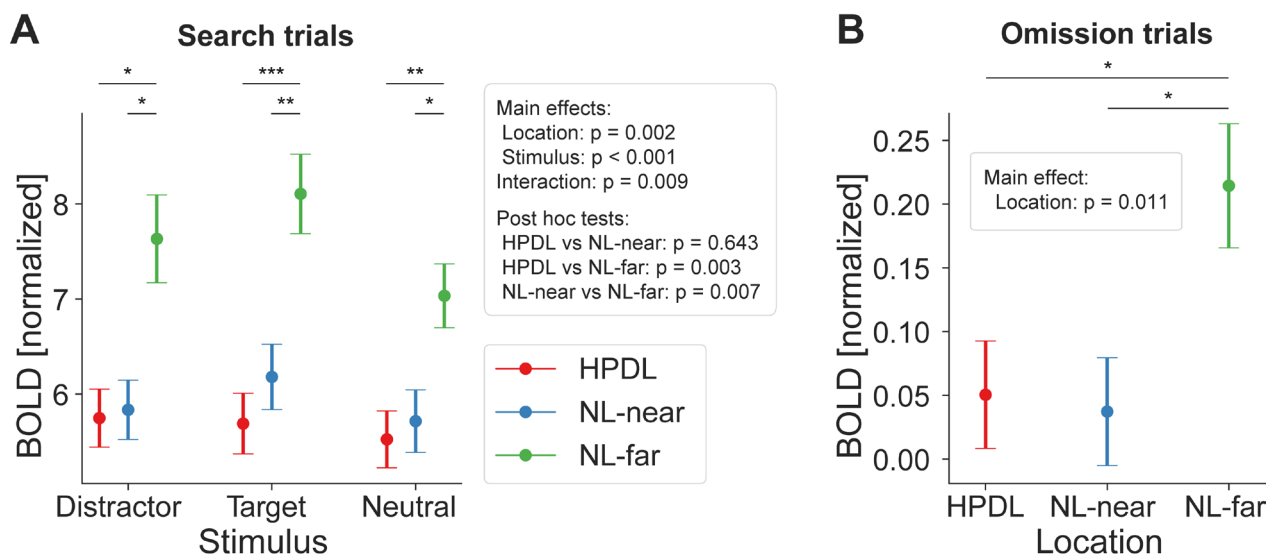 A
Search trials
* *** **
* ** *
BOLD [normalized]
8
7
6
Distractor Target Neutral
Stimulus
Main effects:
Location: p = 0.002
Stimulus: p < 0.001
Interaction: p = 0.009
Post hoc tests:
HPDL vs NL-near: p = 0.643
HPDL vs NL-far: p = 0.003
NL-near vs NL-far: p = 0.007
HPDL
NL-near
NL-far
B
Omission trials
*
*
BOLD [normalized]
0.25
0.20
0.15
0.10
0.05
0.00
Main effect:
Location: p = 0.011
HPDL NL-near NL-far
Location